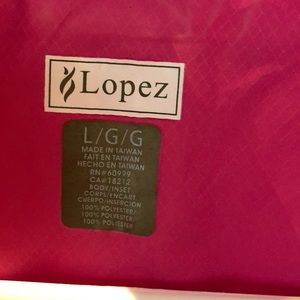 Lopez
L/G/G
MADE IN TAIWAN
FAIT EN TAIWAN
HECHO EN TAIWAN
RN#60999
CA#18212
BODY/INSET
CORPS/ENCART
CUERPO/INSERCION
100% POLYESTER/
100% POLYESTER/
100% POLIESTER